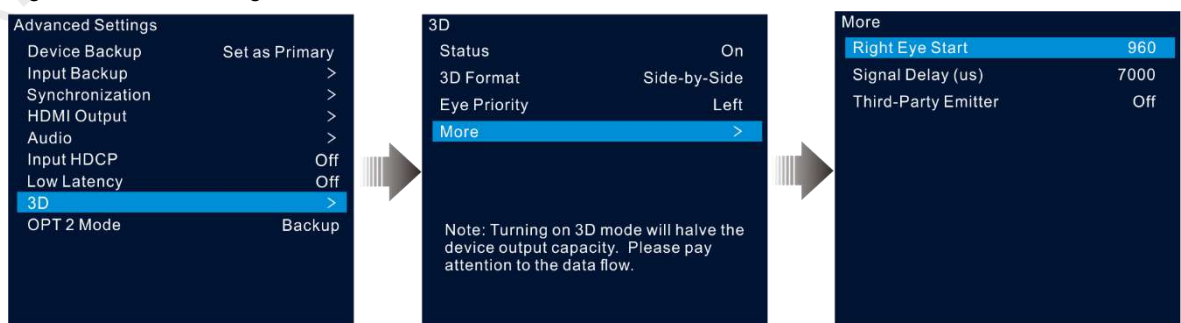 Advanced Settings
Device Backup Set as Primary
Input Backup >
Synchronization >
HDMI Output >
Audio >
Input HDCP Off
Low Latency Off
3D >
OPT 2 Mode Backup
3D
Status On
3D Format Side-by-Side
Eye Priority Left
More >
Note: Turning on 3D mode will halve the
device output capacity. Please pay
attention to the data flow.
More
Right Eye Start 960
Signal Delay (us) 7000
Third-Party Emitter Off